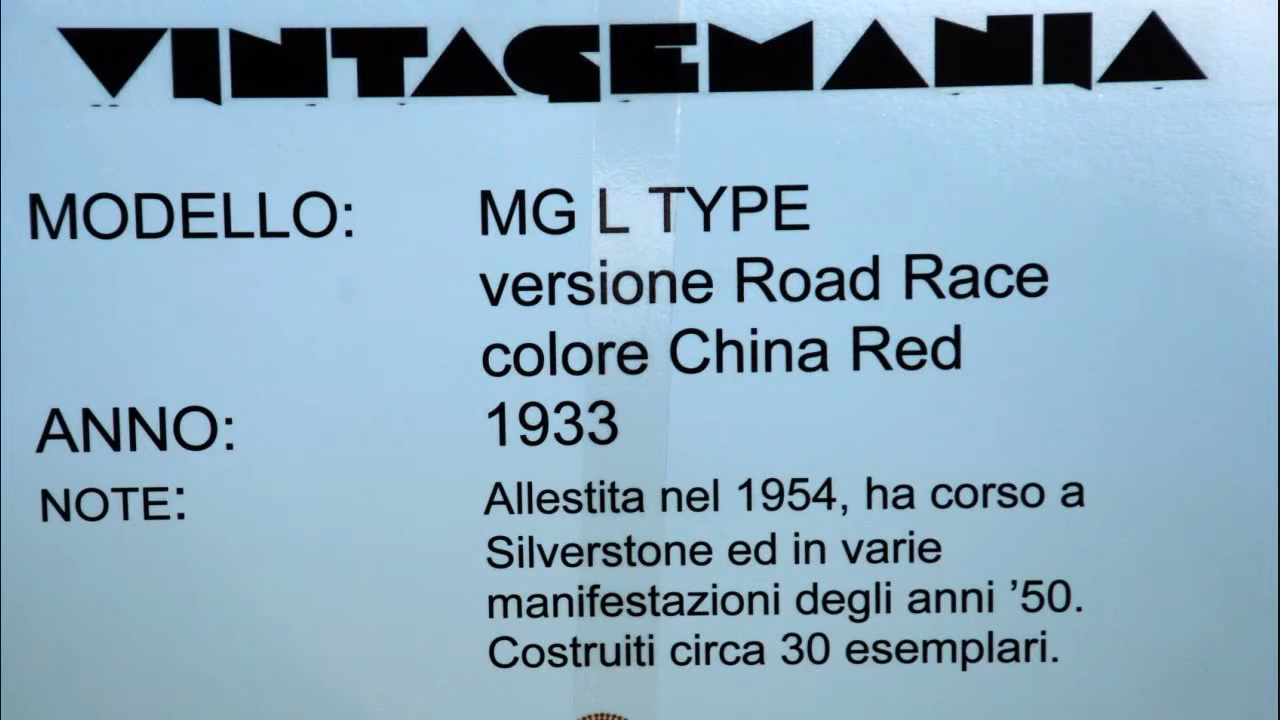 VINTAGEMANIA
MODELLO: MG L TYPE
versione Road Race
colore China Red
ANNO: 1933
NOTE: Allestita nel 1954, ha corso a
Silverstone ed in varie
manifestazioni degli anni ’50.
Costruiti circa 30 esemplari.